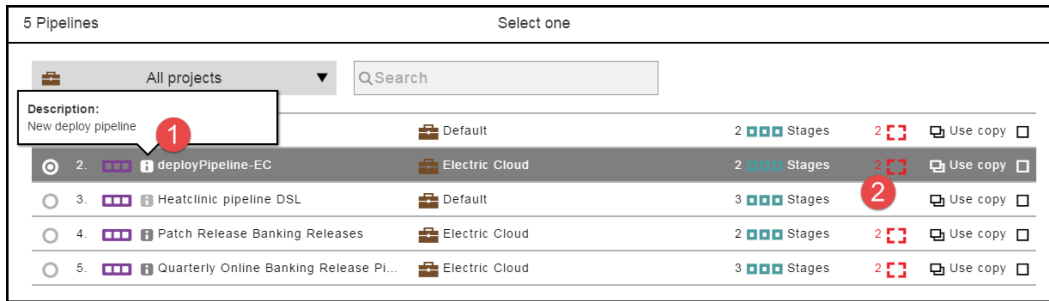 5 Pipelines Select one
All projects Search
Description:
New deploy pipeline
1
Default 2 Stages 2 Use copy
2. deployPipeline-EC Electric Cloud 2 Stages 2 Use copy
2
3. Heatclinic pipeline DSL Default 3 Stages Use copy
4. Patch Release Banking Releases Electric Cloud 2 Stages 2 Use copy
5. Quarterly Online Banking Release Pi... Electric Cloud 3 Stages 2 Use copy